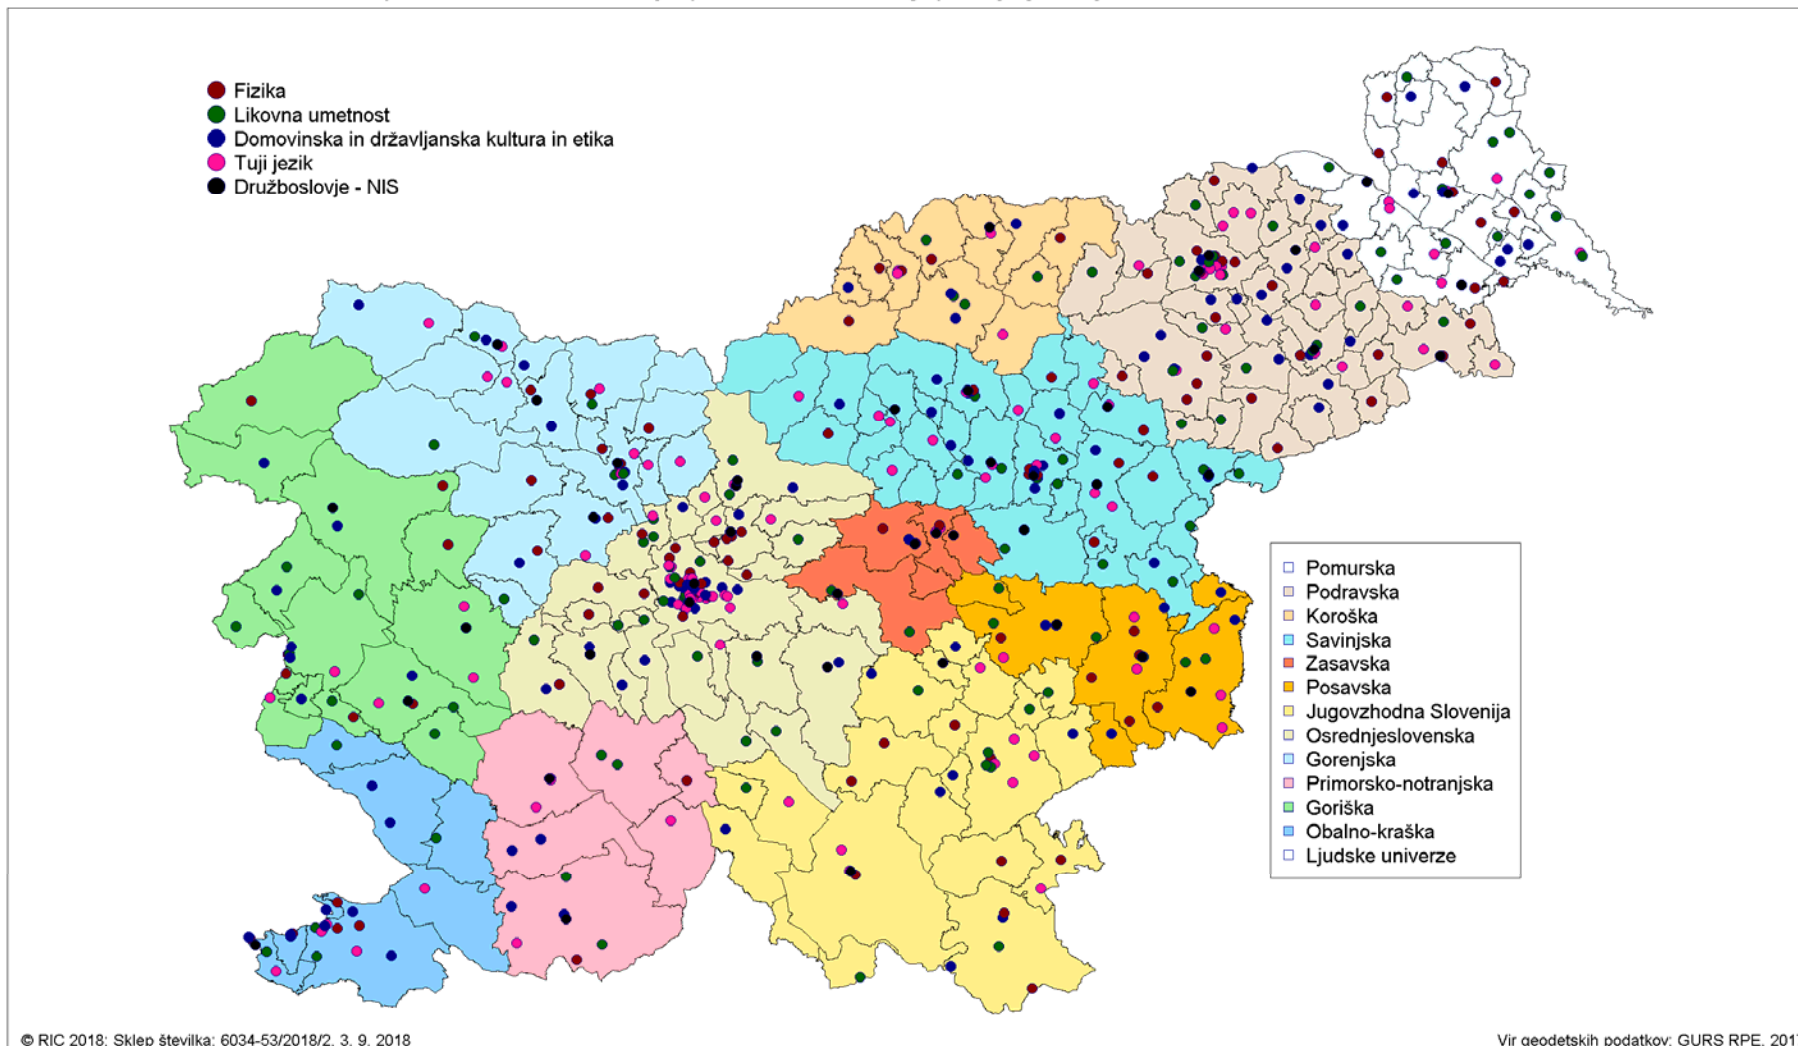 Fizika
Likovna umetnost
Domovinska in državljanska kultura in etika
Tuji jezik
Družboslovje - NIS
Pomurska
Podravska
Koroška
Savinjska
Zasavska
Posavska
Jugovzhodna Slovenija
Osrednjeslovenska
Gorenjska
Primorsko-notranjska
Goriška
Obalno-kraška
Ljudske univerze
© RIC 2018; Sklep številka: 6034-53/2018/2, 3. 9. 2018
Vir geodetskih podatkov: GURS RPE, 2017